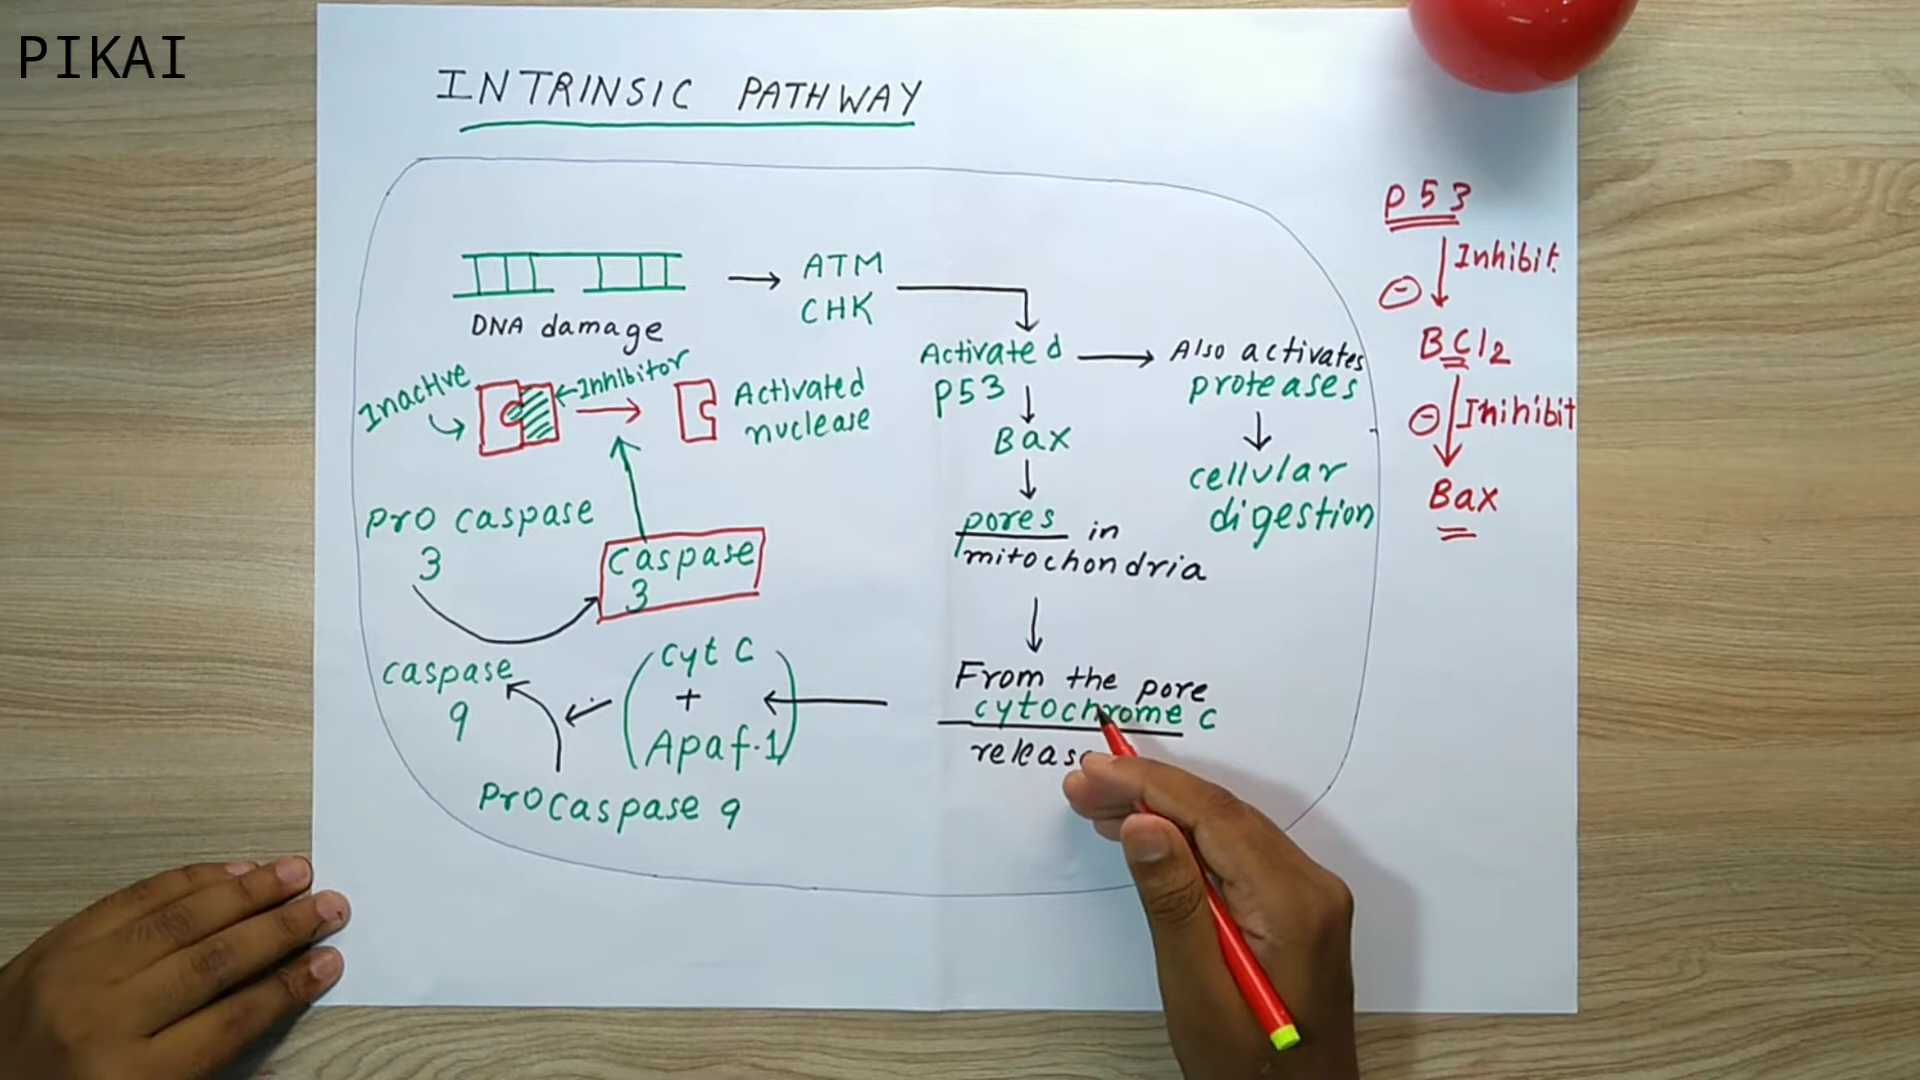 PIKAI
INTRINSIC PATHWAY
DNA damage
ATM
CHK
Activated
P53
Also activates
proteases
cellular
digestion
Bax
pores in
mitochondria
From the pore
cytochrome c
release
Cyt C
+
Apaf-1
Procaspase 9
caspase
9
Pro caspase
3
Caspase
3
Inactive
Inhibitor
Activated
nuclease
P53
Inhibit
-
BCl2
-
Inihibit
Bax